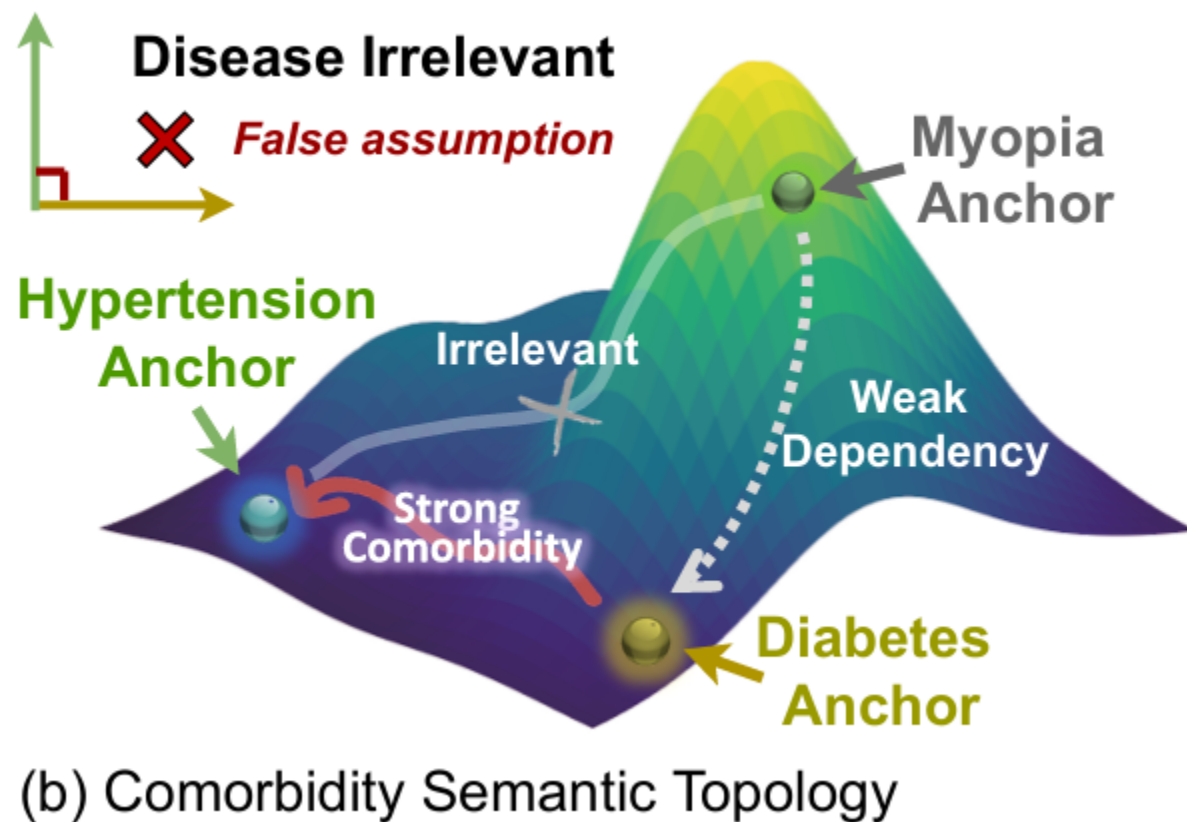 Disease Irrelevant
False assumption
Myopia
Anchor
Hypertension
Anchor
Irrelevant
Weak
Dependency
Strong
Comorbidity
Diabetes
Anchor
(b) Comorbidity Semantic Topology